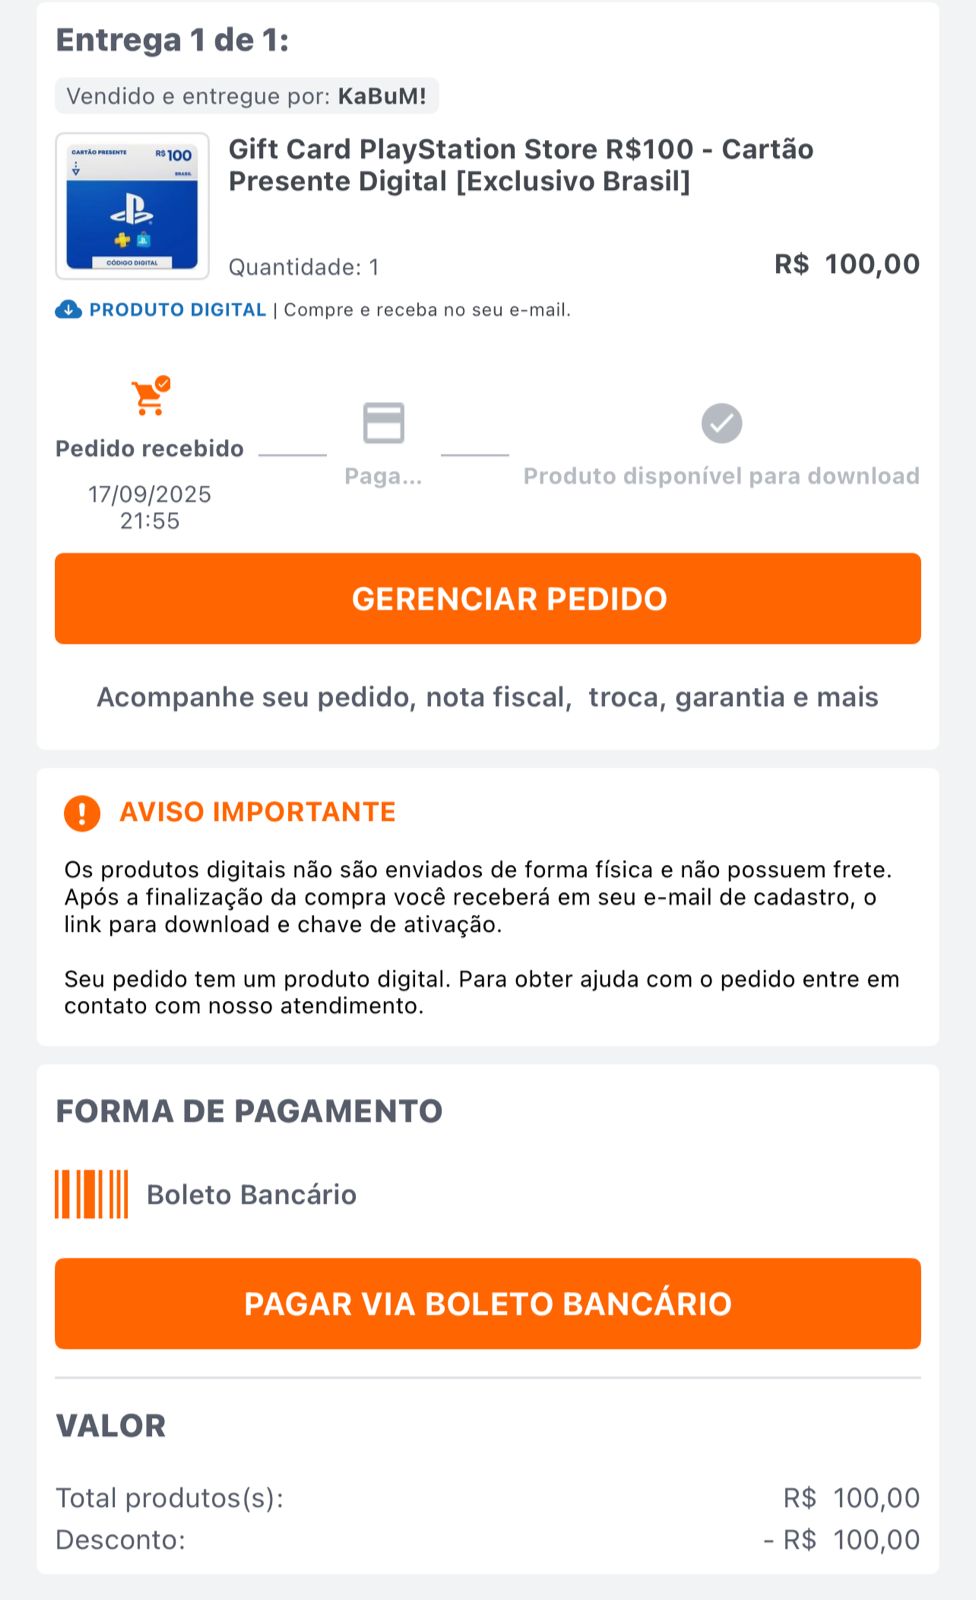 Entrega 1 de 1:
Vendido e entregue por: KaBuM!
CARTÃO PRESENTE
R$ 100
BRASIL
CÓDIGO DIGITAL
Gift Card PlayStation Store R$100 - Cartão
Presente Digital [Exclusivo Brasil]
Quantidade: 1
R$ 100,00
PRODUTO DIGITAL | Compre e receba no seu e-mail.
Pedido recebido
17/09/2025
21:55
Paga...
Produto disponível para download
GERENCIAR PEDIDO
Acompanhe seu pedido, nota fiscal, troca, garantia e mais
AVISO IMPORTANTE
Os produtos digitais não são enviados de forma física e não possuem frete.
Após a finalização da compra você receberá em seu e-mail de cadastro, o
link para download e chave de ativação.
Seu pedido tem um produto digital. Para obter ajuda com o pedido entre em
contato com nosso atendimento.
FORMA DE PAGAMENTO
Boleto Bancário
PAGAR VIA BOLETO BANCÁRIO
VALOR
Total produtos(s): R$ 100,00
Desconto: - R$ 100,00